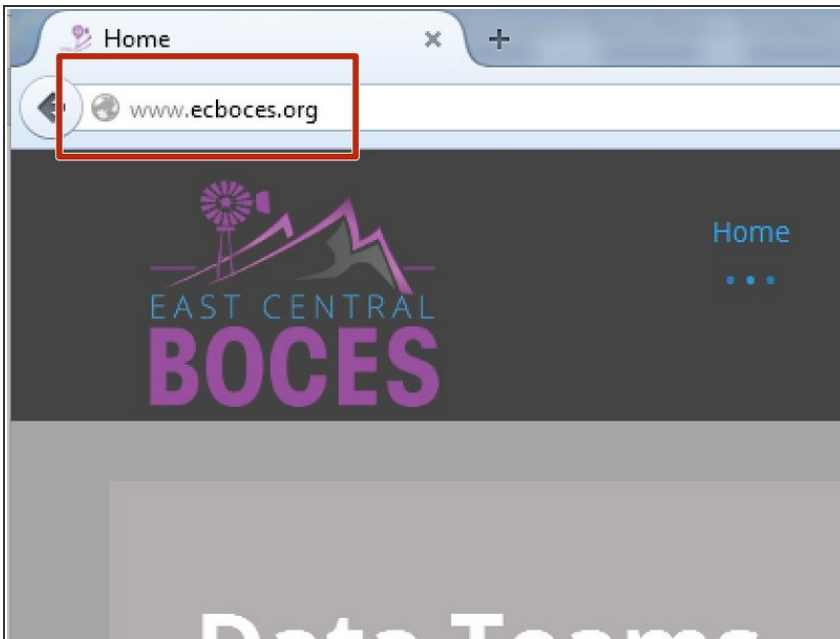 Home
www.ecboces.org
Home
EAST CENTRAL
BOCES
Data Teams